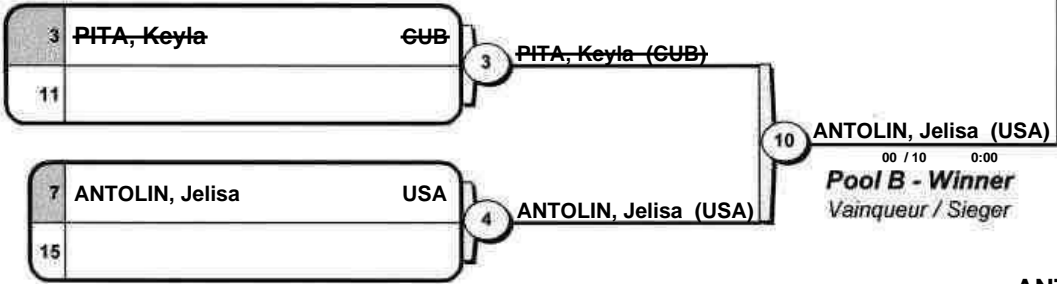 3 PITA, Keyla CUB
11
3 PITA, Keyla (CUB)
7 ANTOLIN, Jelisa USA
15
4 ANTOLIN, Jelisa (USA)
10 ANTOLIN, Jelisa (USA)
00 / 10 0:00
Pool B - Winner
Vainqueur / Sieger
ANT